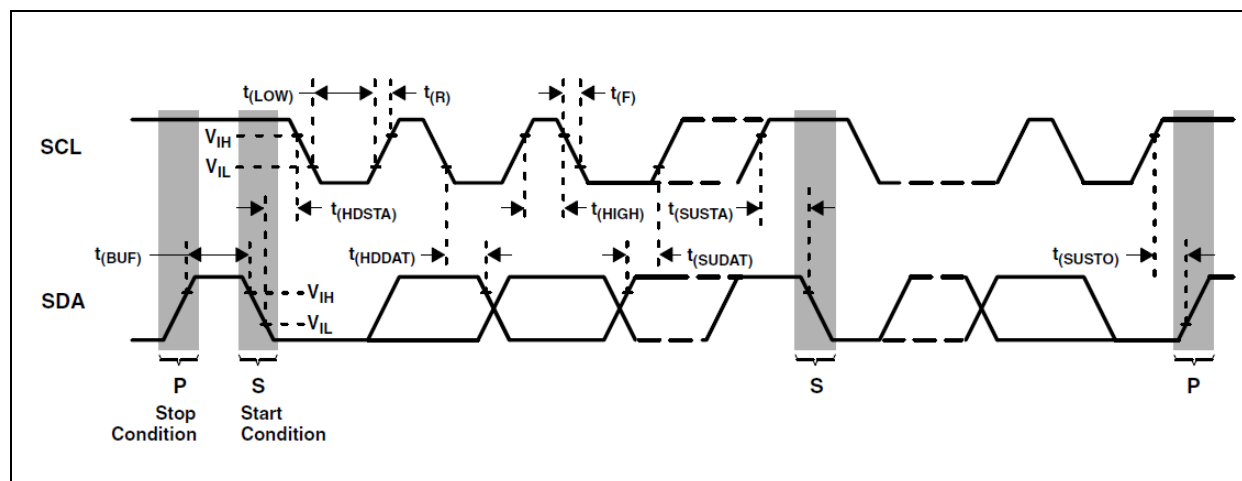 t(LOW)
t(R)
t(F)
SCL
VIH
VIL
t(HDSTA)
t(HIGH)
t(SUSTA)
t(BUF)
t(HDDAT)
t(SUDAT)
t(SUSTO)
SDA
VIH
VIL
P
S
S
P
Stop
Condition
Start
Condition